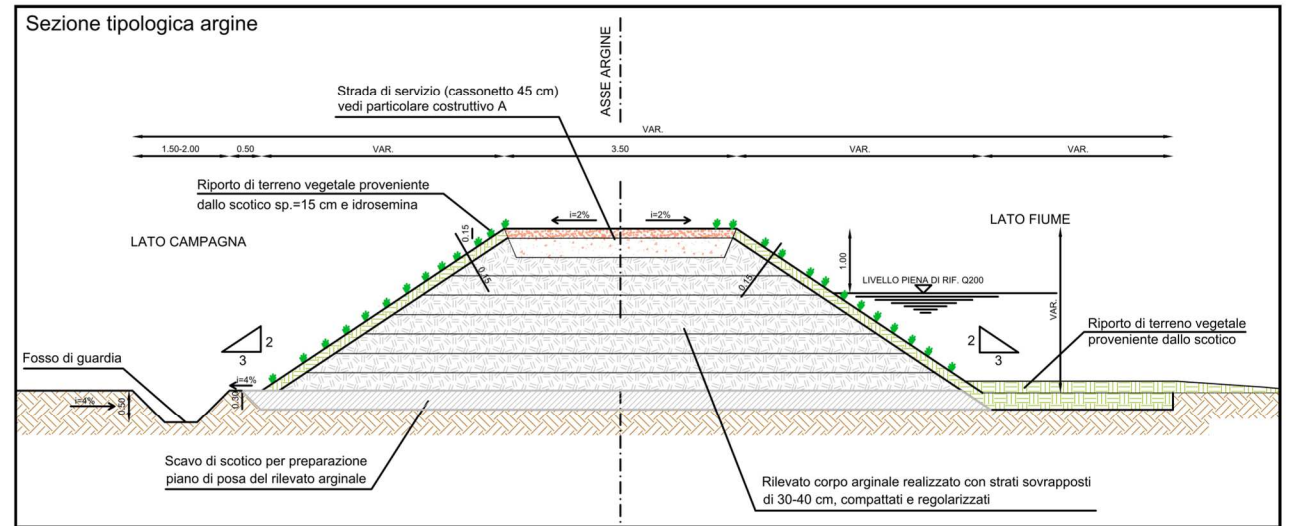 Sezione tipologica argine
ASSE ARGINE
Strada di servizio (cassonetto 45 cm)
vedi particolare costruttivo A
VAR.
1.50-2.00
0.50
VAR.
3.50
VAR.
VAR.
Riporto di terreno vegetale proveniente
dallo scotico sp.=15 cm e idrosemina
i=2%
i=2%
LATO CAMPAGNA
LATO FIUME
0.15
0.15
0.15
1.00
LIVELLO PIENA DI RIF. Q200
VAR.
Riporto di terreno vegetale
proveniente dallo scotico
2
3
2
3
Fosso di guardia
i=4%
i=4%
0.50
0.30
Scavo di scotico per preparazione
piano di posa del rilevato arginale
Rilevato corpo arginale realizzato con strati sovrapposti
di 30-40 cm, compattati e regolarizzati